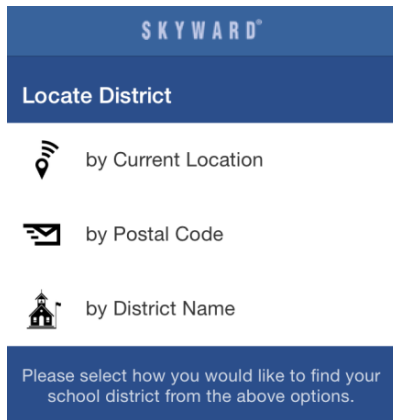 SKYWARD®
Locate District
by Current Location
by Postal Code
by District Name
Please select how you would like to find your
school district from the above options.